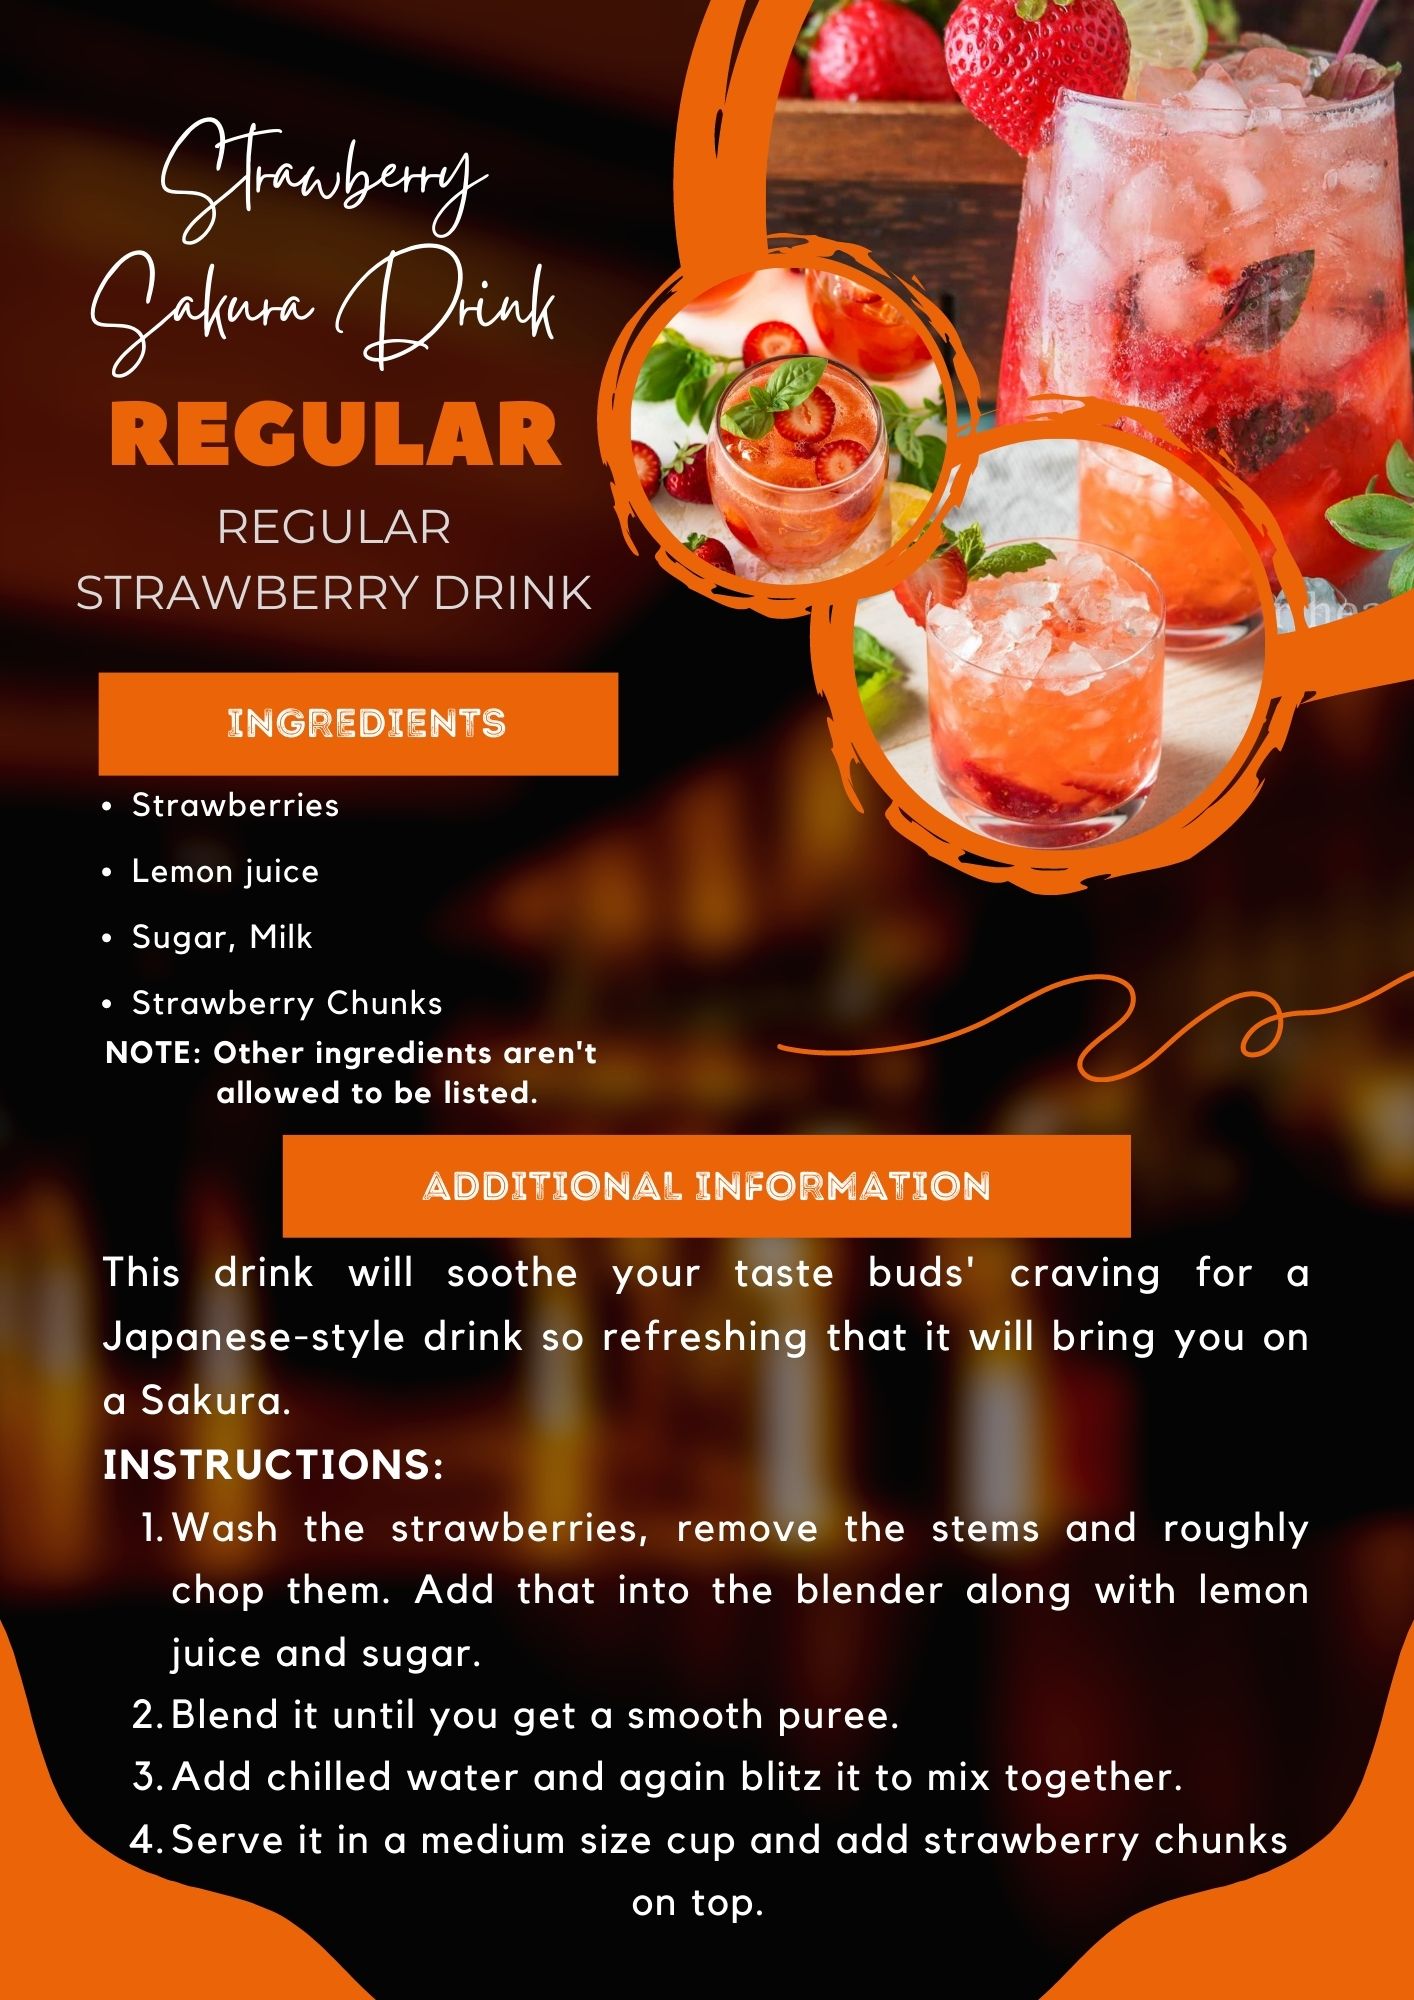 Strawberry
Sakura Drink
REGULAR
REGULAR
STRAWBERRY DRINK
INGREDIENTS
• Strawberries
• Lemon juice
• Sugar, Milk
• Strawberry Chunks
NOTE: Other ingredients aren't
allowed to be listed.
ADDITIONAL INFORMATION
This drink will soothe your taste buds' craving for a
Japanese-style drink so refreshing that it will bring you on
a Sakura.
INSTRUCTIONS:
1. Wash the strawberries, remove the stems and roughly
chop them. Add that into the blender along with lemon
juice and sugar.
2. Blend it until you get a smooth puree.
3. Add chilled water and again blitz it to mix together.
4. Serve it in a medium size cup and add strawberry chunks
on top.